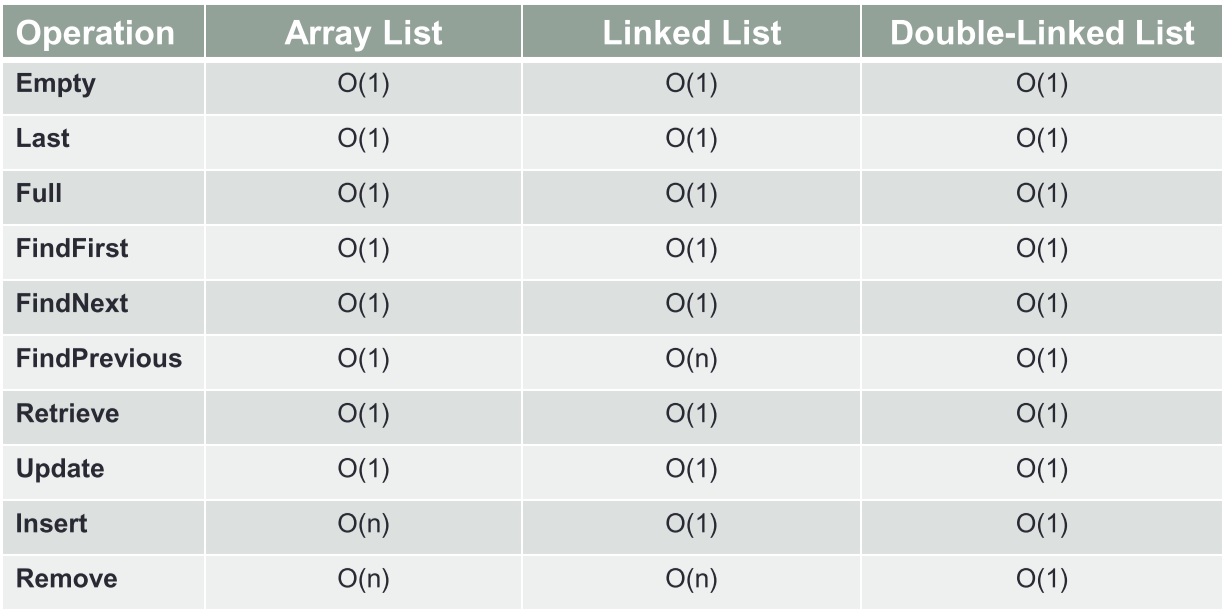 Operation Array List Linked List Double-Linked List
Empty O(1) O(1) O(1)
Last O(1) O(1) O(1)
Full O(1) O(1) O(1)
FindFirst O(1) O(1) O(1)
FindNext O(1) O(1) O(1)
FindPrevious O(1) O(n) O(1)
Retrieve O(1) O(1) O(1)
Update O(1) O(1) O(1)
Insert O(n) O(1) O(1)
Remove O(n) O(n) O(1)